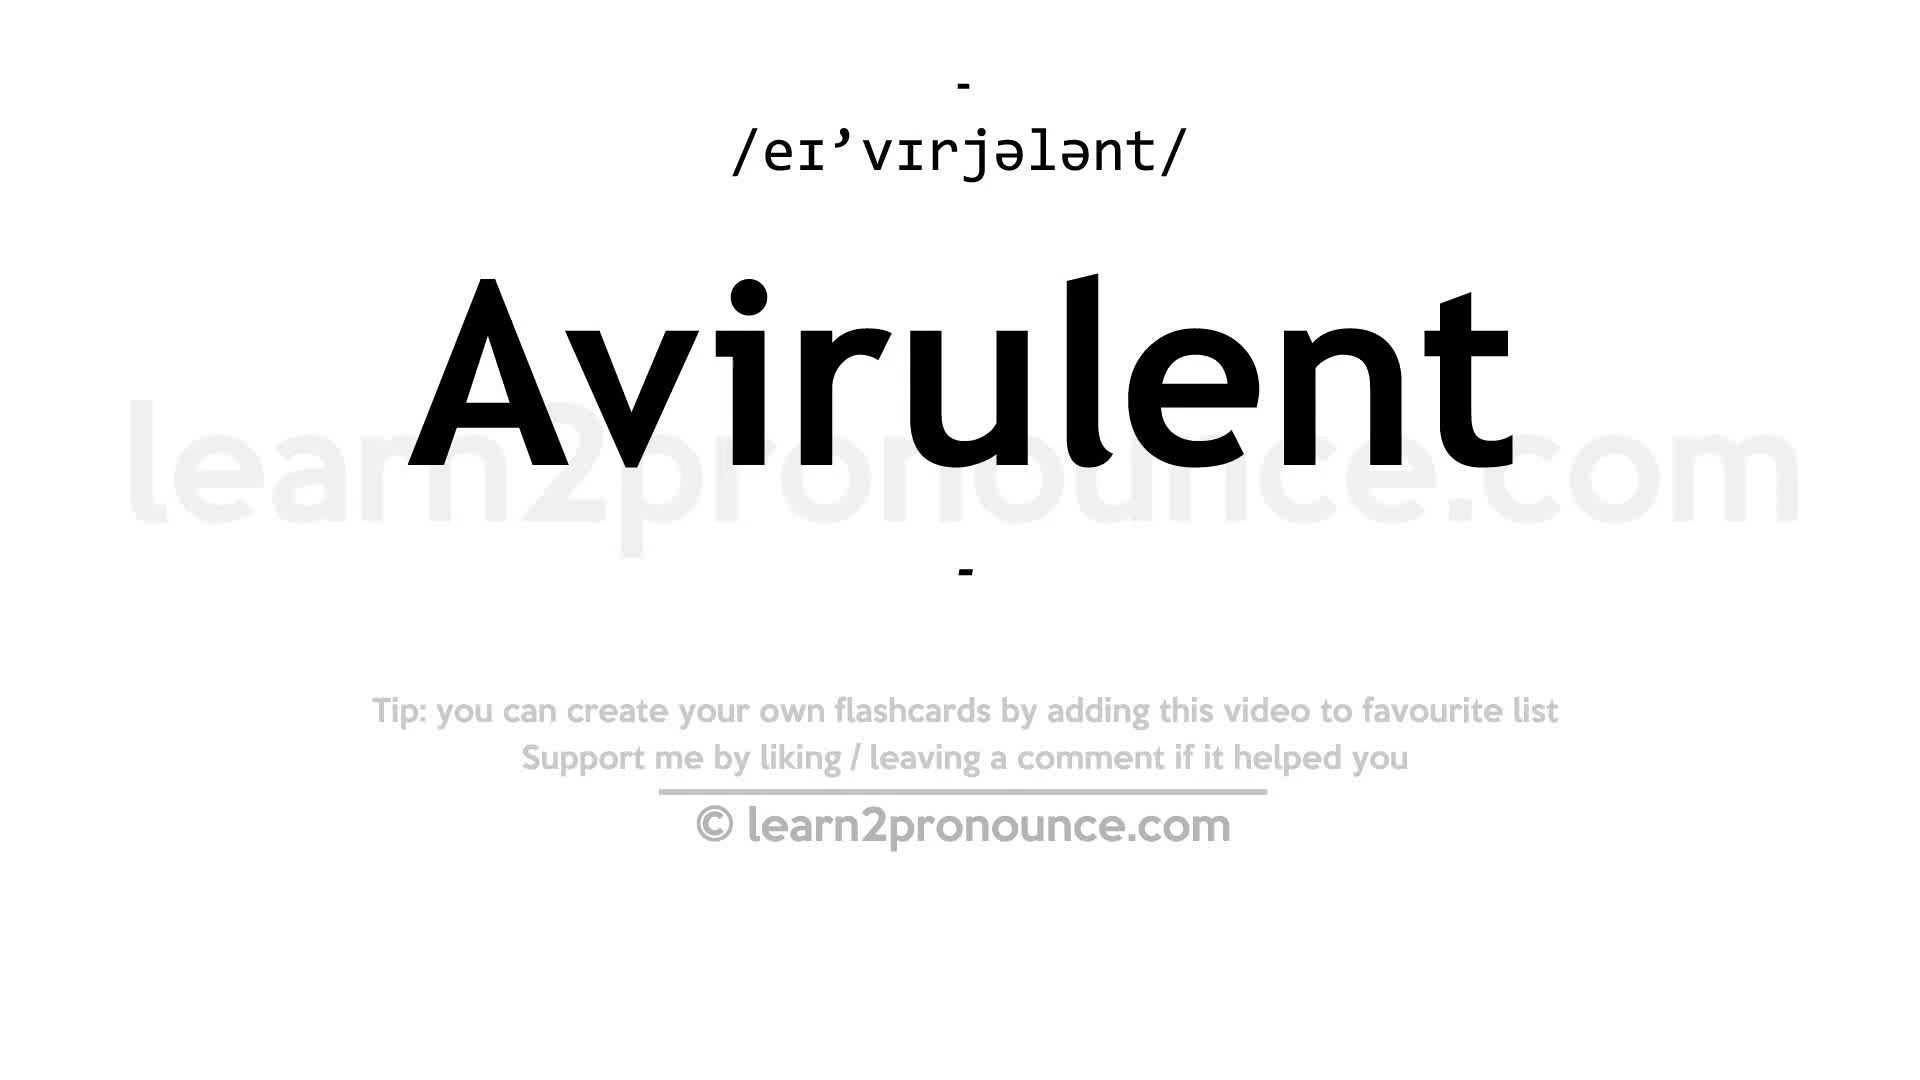 -
/eɪ’vɪrjələnt/
Avirulent
learn2pronounce.com
-
Tip: you can create your own flashcards by adding this video to favourite list
Support me by liking / leaving a comment if it helped you
© learn2pronounce.com